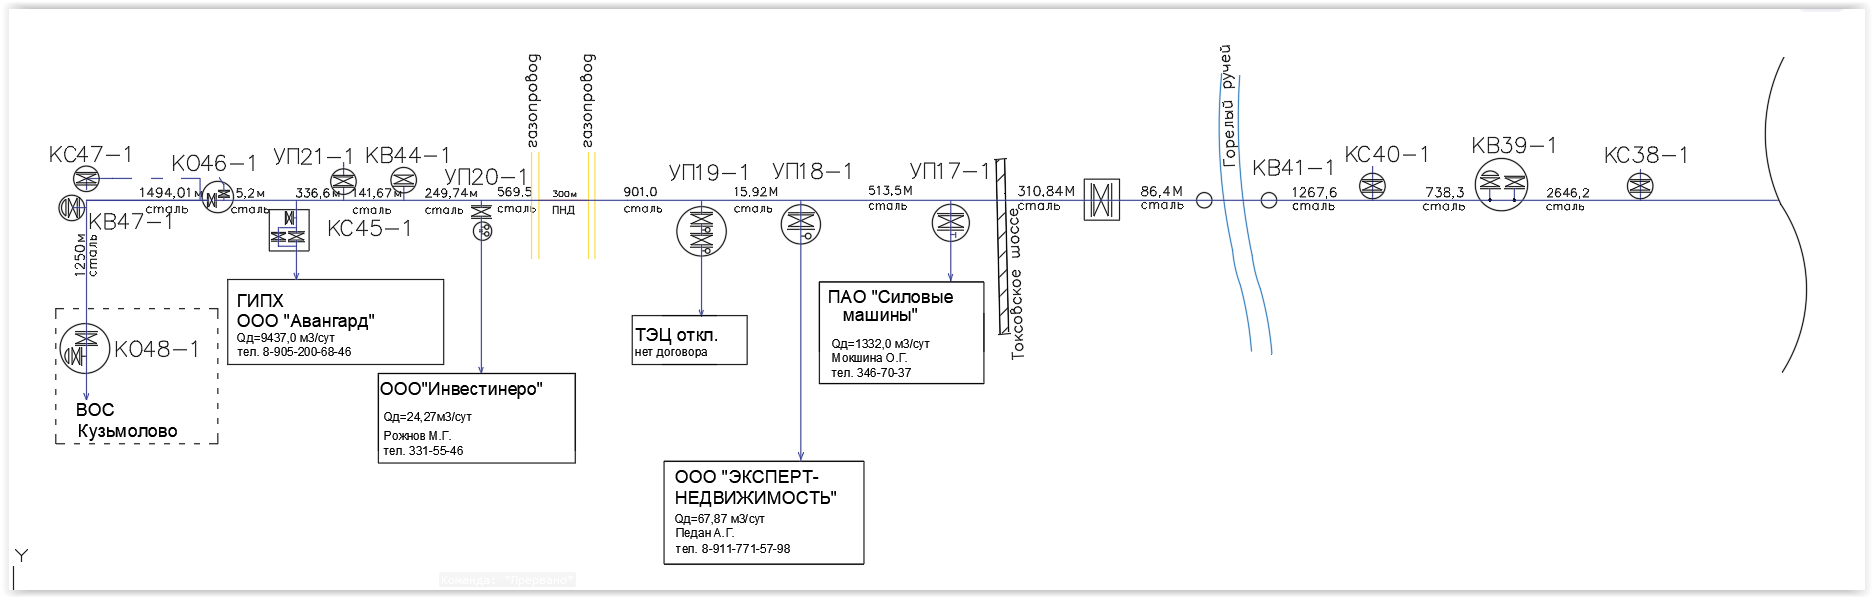 газопровод
газопровод
Горелый ручей
КС47-1
КО46-1
УП21-1
КВ44-1
УП20-1
УП19-1
УП18-1
УП17-1
КВ41-1
КС40-1
КВ39-1
КС38-1
1494,01м
сталь
5,2м
сталь
336,6м
141,67м
сталь
249,74м
сталь
569.5
сталь
300м
ПНД
901.0
сталь
15.92М
сталь
513,5М
сталь
310.84М
сталь
86,4М
сталь
1267,6
сталь
738,3
сталь
2646,2
сталь
КВ47-1
КС45-1
1250м
сталь
Токсовское шоссе
КО48-1
ВОС
Кузьмолово
ГИПХ
ООО "Авангард"
Qд=9437,0 м3/сут
тел. 8-905-200-68-46
ООО"Инвестинеро"
Qд=24,27м3/сут
Рожнов М.Г.
тел. 331-55-46
ТЭЦ откл.
нет договора
ПАО "Силовые
машины"
Qд=1332,0 м3/сут
Мокшина О.Г.
тел. 346-70-37
ООО "ЭКСПЕРТ-
НЕДВИЖИМОСТЬ"
Qд=67,87 м3/сут
Педан А.Г.
тел. 8-911-771-57-98
Y
Команда: *Прервано*